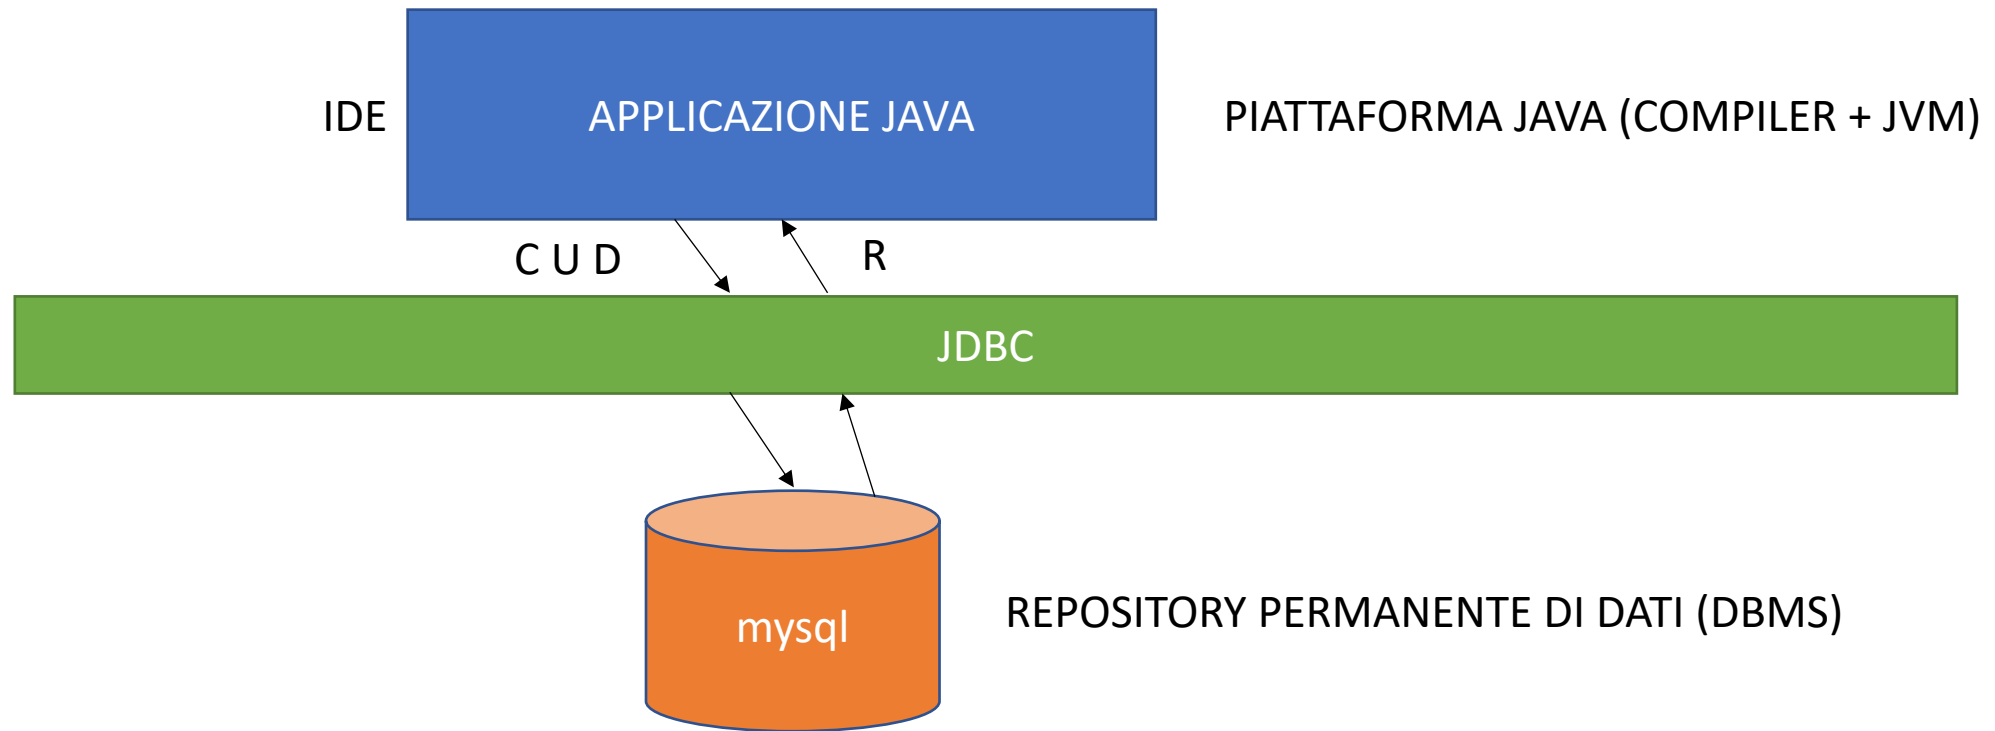 IDE
APPLICAZIONE JAVA
PIATTAFORMA JAVA (COMPILER + JVM)
C U D
R
JDBC
mysql
REPOSITORY PERMANENTE DI DATI (DBMS)